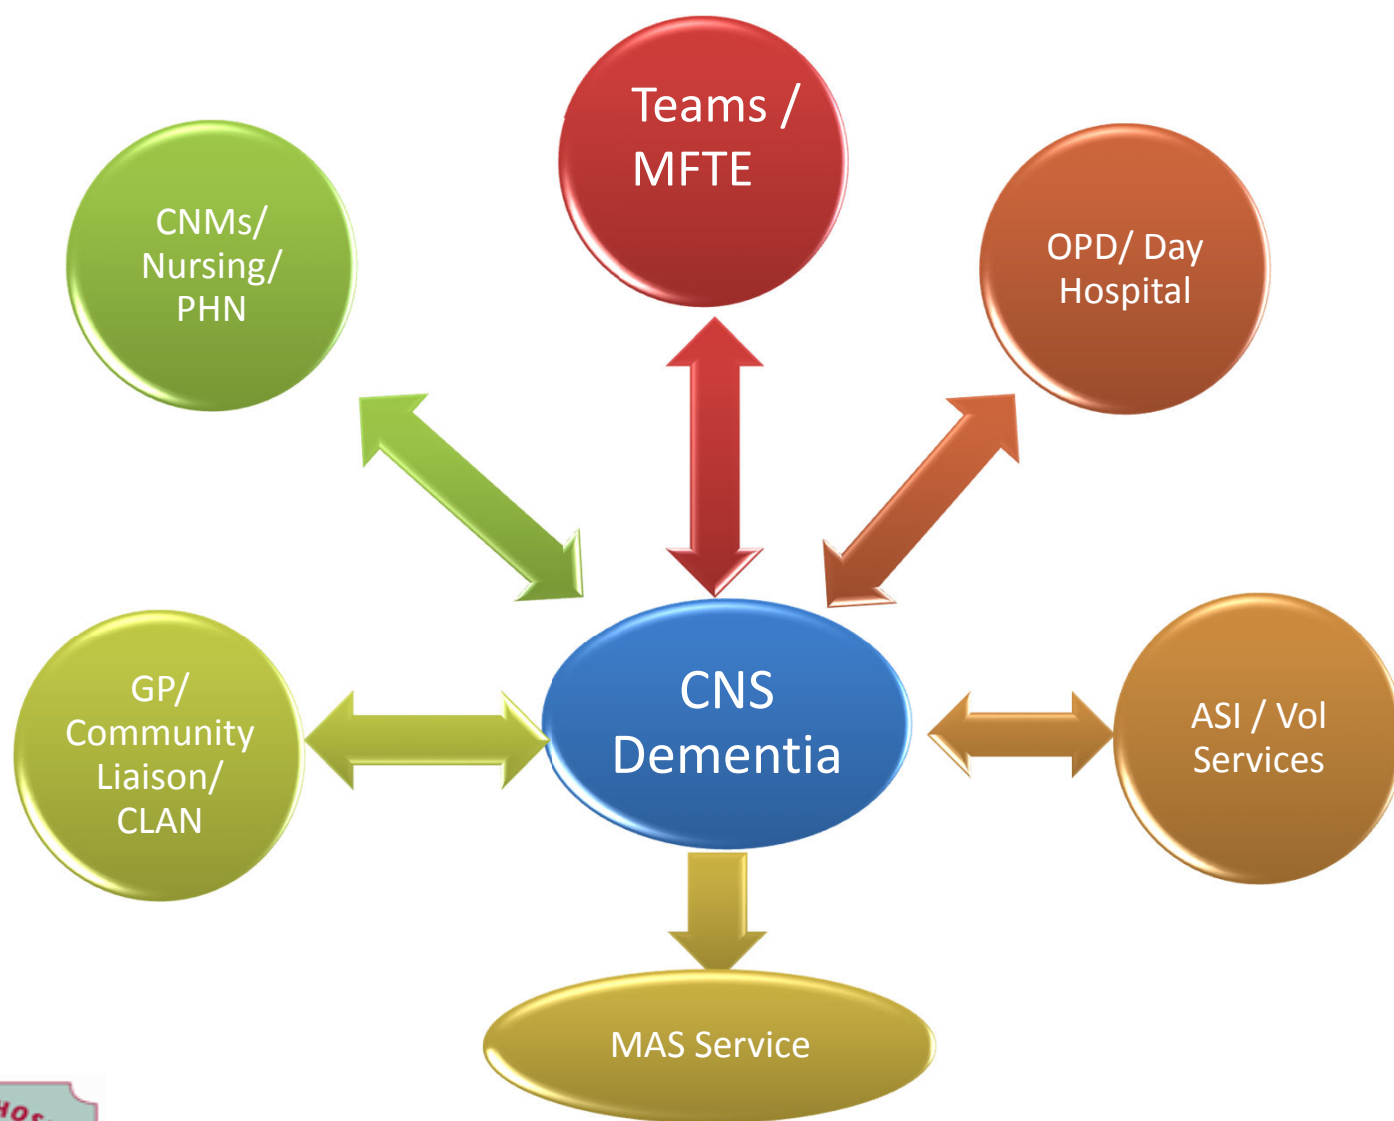 Teams /
MFTE
CNMs/
Nursing/
PHN
OPD/ Day
Hospital
GP/
Community
Liaison/
CLAN
CNS
Dementia
ASI / Vol
Services
MAS Service